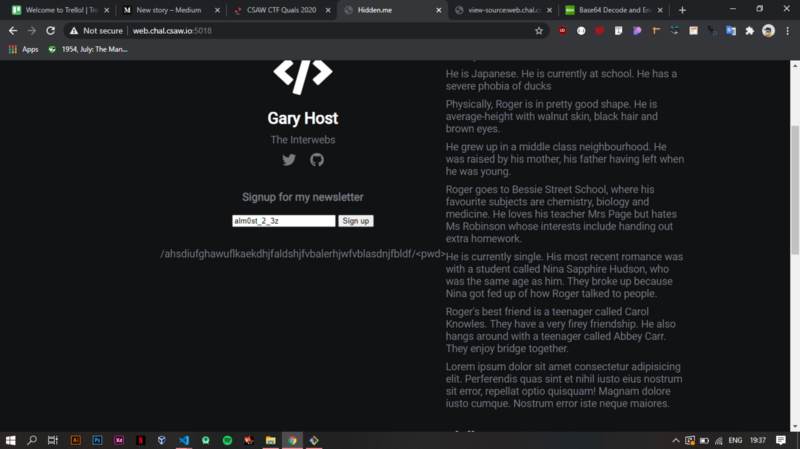 Welcome to Trello! | Tre
New story – Medium
CSAW CTF Quals 2020
Hidden.me
view-source:web.chal.cs
Base64 Decode and En
Not secure | web.chal.csaw.io:5018
Apps
1954, July: The Man...
</>
Gary Host
The Interwebs
Signup for my newsletter
alm0st_2_3z Sign up
/ahsdiufghawuflkaekdhjfaldshjfvbalerhjwfvblasdnjfbldf/<pwd>
He is Japanese. He is currently at school. He has
a severe phobia of ducks
Physically, Roger is in pretty good shape. He is
average-height with walnut skin, black hair and
brown eyes.
He grew up in a middle class neighbourhood. He
was raised by his mother, his father having left when
he was young.
Roger goes to Bessie Street School, where his
favourite subjects are chemistry, biology and
medicine. He loves his teacher Mrs Page but hates
Ms Robinson whose interests include handing out
extra homework.
He is currently single. His most recent romance was
with a student called Nina Sapphire Hudson, who
was the same age as him. They broke up because
Nina got fed up of how Roger talked to people.
Roger's best friend is a teenager called Carol
Knowles. They have a very firey friendship. He also
hangs around with a teenager called Abbey Carr.
They enjoy bridge together.
Lorem ipsum dolor sit amet consectetur adipisicing
elit. Perferendis quas sint et nihil iusto eius nostrum
sit error, repellat optio quisquam! Magnam dolore
iusto cumque. Nostrum error iste neque maiores.
ENG 19:37